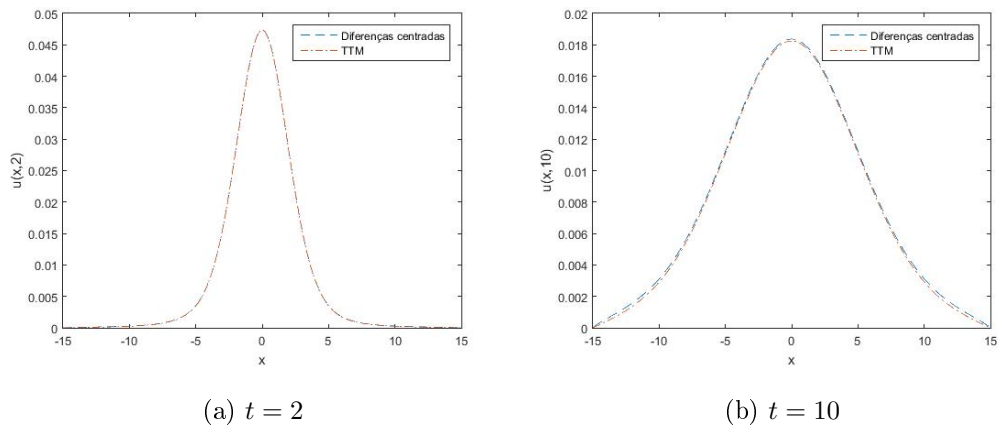 0.05
0.045
0.04
0.035
0.03
0.025
0.02
0.015
0.01
0.005
0
u(x,2)
-15 -10 -5 0 5 10 15
x
Diferenças centradas
TTM
(a) t = 2
0.02
0.018
0.016
0.014
0.012
0.01
0.008
0.006
0.004
0.002
0
u(x,10)
-15 -10 -5 0 5 10 15
x
Diferenças centradas
TTM
(b) t = 10